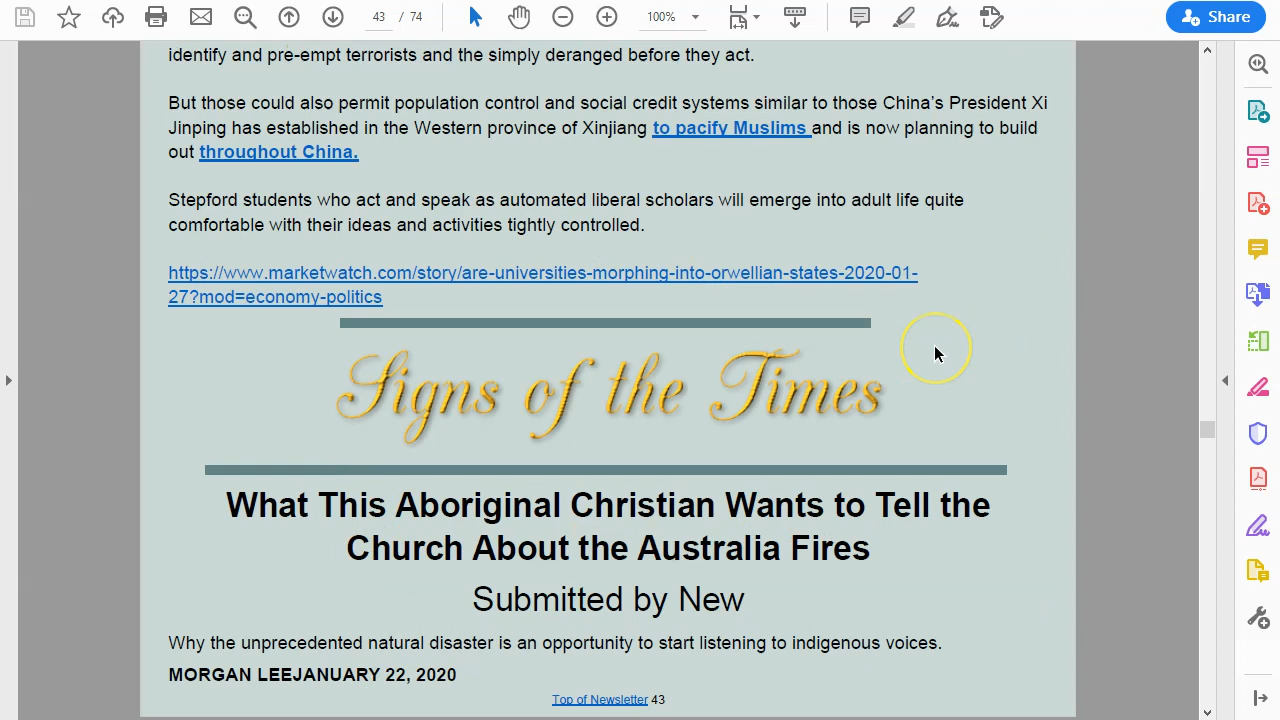 43 / 74
100%
Share
identify and pre-empt terrorists and the simply deranged before they act.
But those could also permit population control and social credit systems similar to those China's President Xi
Jinping has established in the Western province of Xinjiang to pacify Muslims and is now planning to build
out throughout China.
Stepford students who act and speak as automated liberal scholars will emerge into adult life quite
comfortable with their ideas and activities tightly controlled.
https://www.marketwatch.com/story/are-universities-morphing-into-orwellian-states-2020-01-
27?mod=economy-politics
Signs of the Times
What This Aboriginal Christian Wants to Tell the
Church About the Australia Fires
Submitted by New
Why the unprecedented natural disaster is an opportunity to start listening to indigenous voices.
MORGAN LEEJANUARY 22, 2020
Top of Newsletter 43